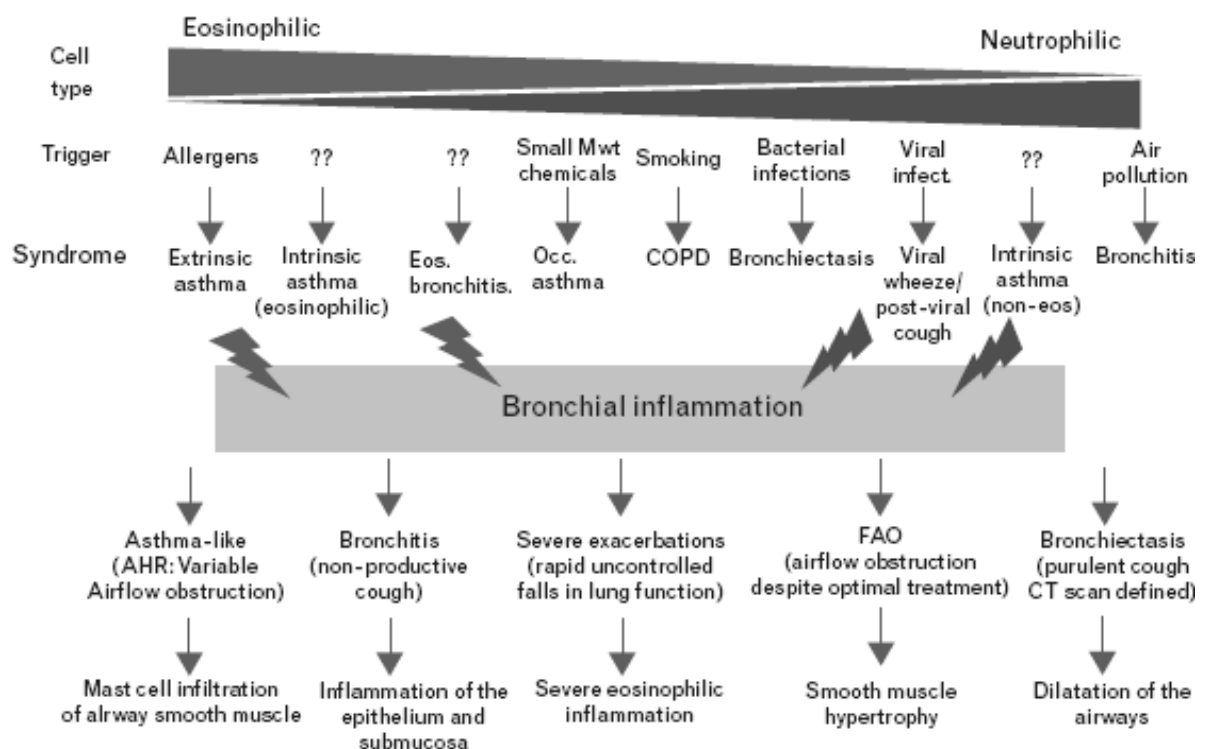 Eosinophilic
Neutrophilic
Cell
type
Trigger
Allergens
??
??
Small Mwt
chemicals
Smoking
Bacterial
infections
Viral
infect.
??
Air
pollution
Syndrome
Extrinsic
asthma
Intrinsic
asthma
(eosinophilic)
Eos.
bronchitis.
Occ.
asthma
COPD
Bronchiectasis
Viral
wheeze/
post-viral
cough
Intrinsic
asthma
(non-eos)
Bronchitis
Bronchial inflammation
Asthma-like
(AHR: Variable
Airflow obstruction)
Bronchitis
(non-productive
cough)
Severe exacerbations
(rapid uncontrolled
falls in lung function)
FAO
(airflow obstruction
despite optimal treatment)
Bronchiectasis
(purulent cough
CT scan defined)
Mast cell infiltration
of airway smooth muscle
Inflammation of the
epithelium and
submucosa
Severe eosinophilic
inflammation
Smooth muscle
hypertrophy
Dilatation of the
airways